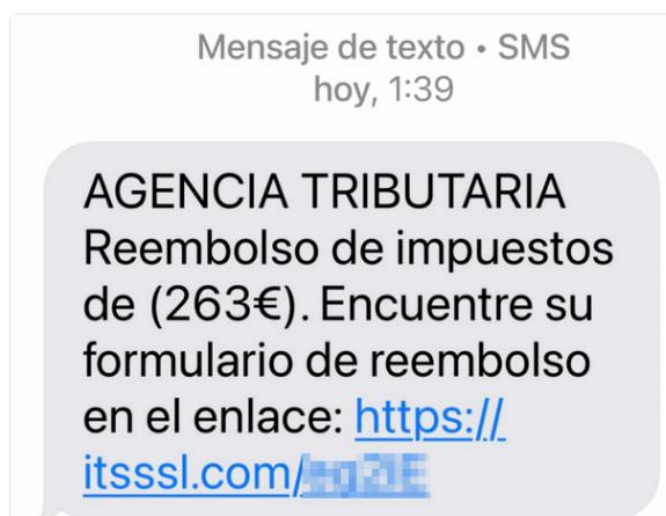 Mensaje de texto • SMS
hoy, 1:39
AGENCIA TRIBUTARIA
Reembolso de impuestos
de (263€). Encuentre su
formulario de reembolso
en el enlace: https://
itsssl.com/